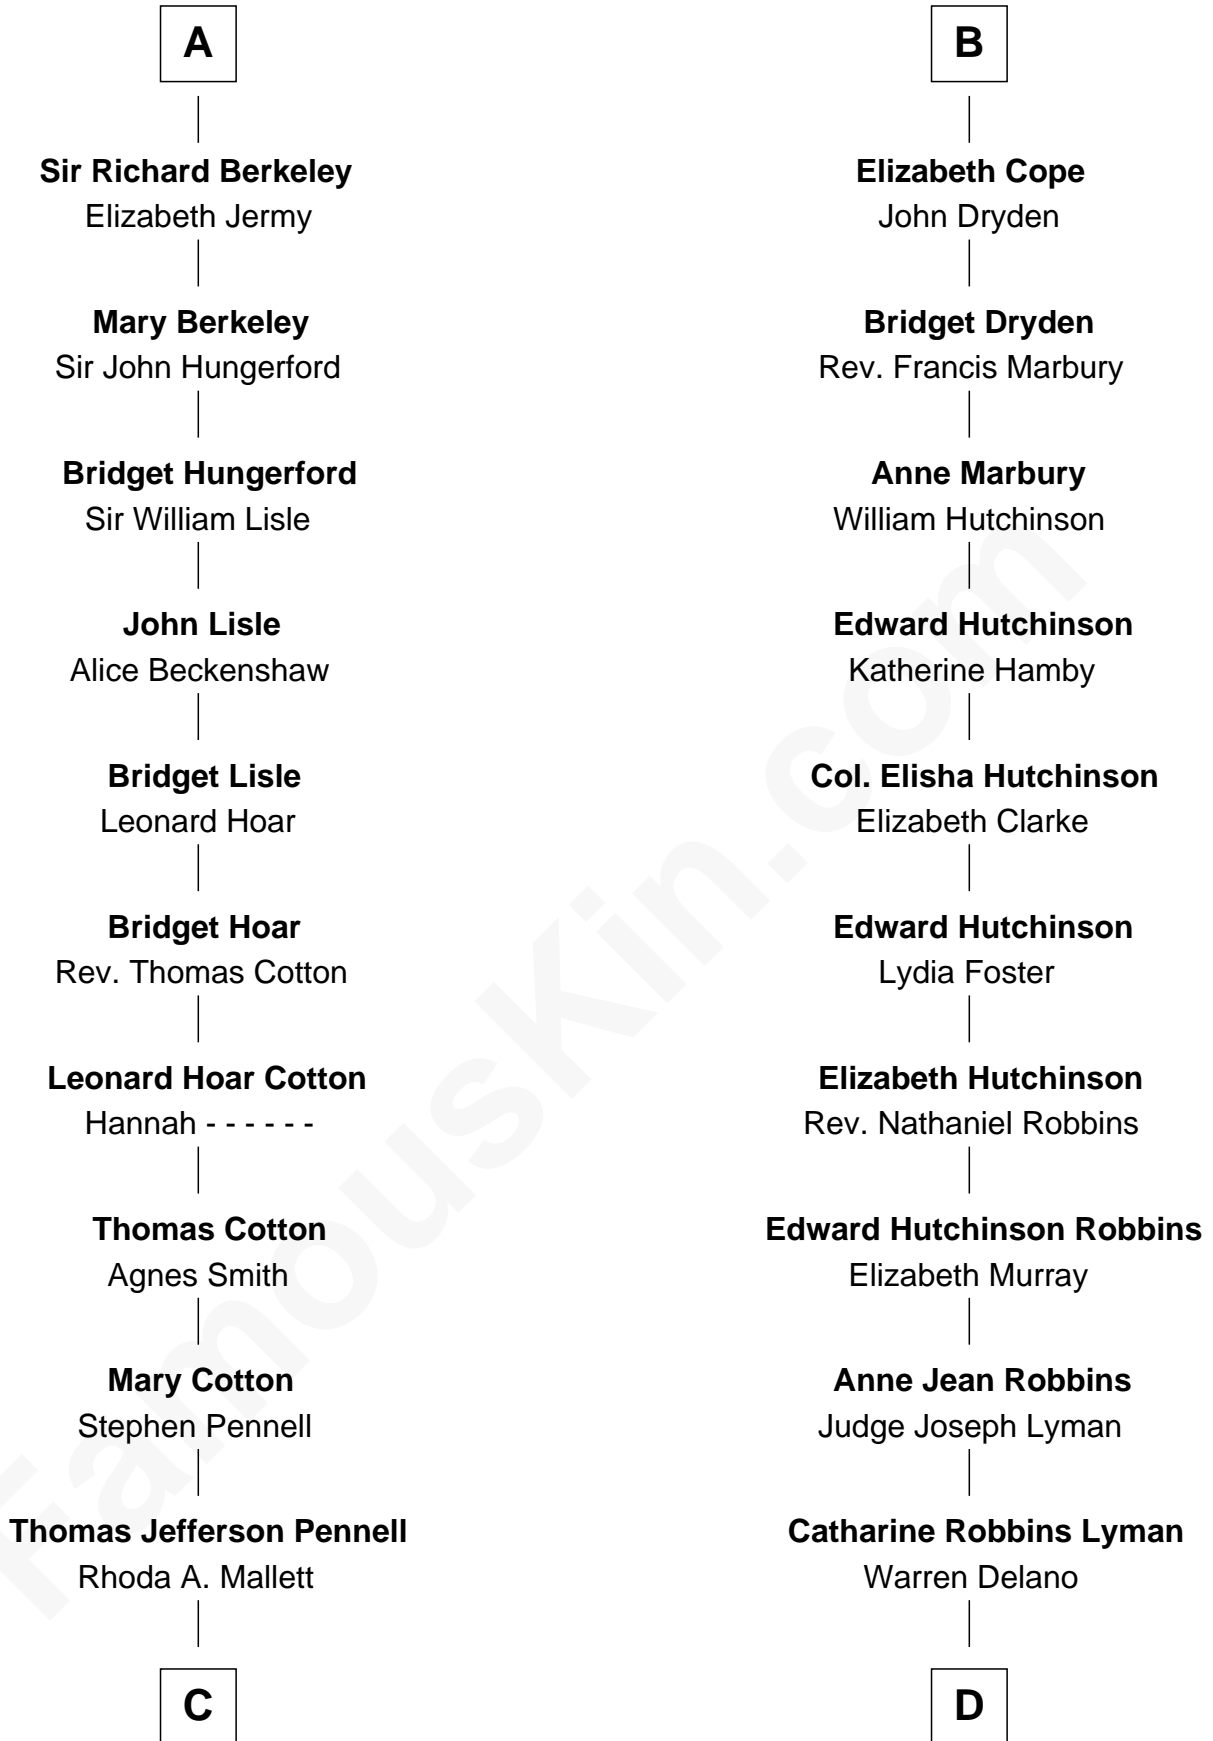 A
Sir Richard Berkeley
Elizabeth Jermy
Mary Berkeley
Sir John Hungerford
Bridget Hungerford
Sir William Lisle
John Lisle
Alice Beckenshaw
Bridget Lisle
Leonard Hoar
Bridget Hoar
Rev. Thomas Cotton
Leonard Hoar Cotton
Hannah - - - - - -
Thomas Cotton
Agnes Smith
Mary Cotton
Stephen Pennell
Thomas Jefferson Pennell
Rhoda A. Mallett
C
B
Elizabeth Cope
John Dryden
Bridget Dryden
Rev. Francis Marbury
Anne Marbury
William Hutchinson
Edward Hutchinson
Katherine Hamby
Col. Elisha Hutchinson
Elizabeth Clarke
Edward Hutchinson
Lydia Foster
Elizabeth Hutchinson
Rev. Nathaniel Robbins
Edward Hutchinson Robbins
Elizabeth Murray
Anne Jean Robbins
Judge Joseph Lyman
Catharine Robbins Lyman
Warren Delano
D
FamousKin.com